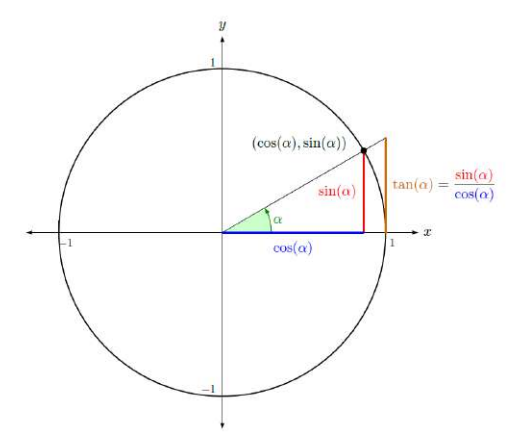 y
1
(cos(α), sin(α))
sin(α)
tan(α) = sin(α)/cos(α)
α
x
−1
1
cos(α)
−1